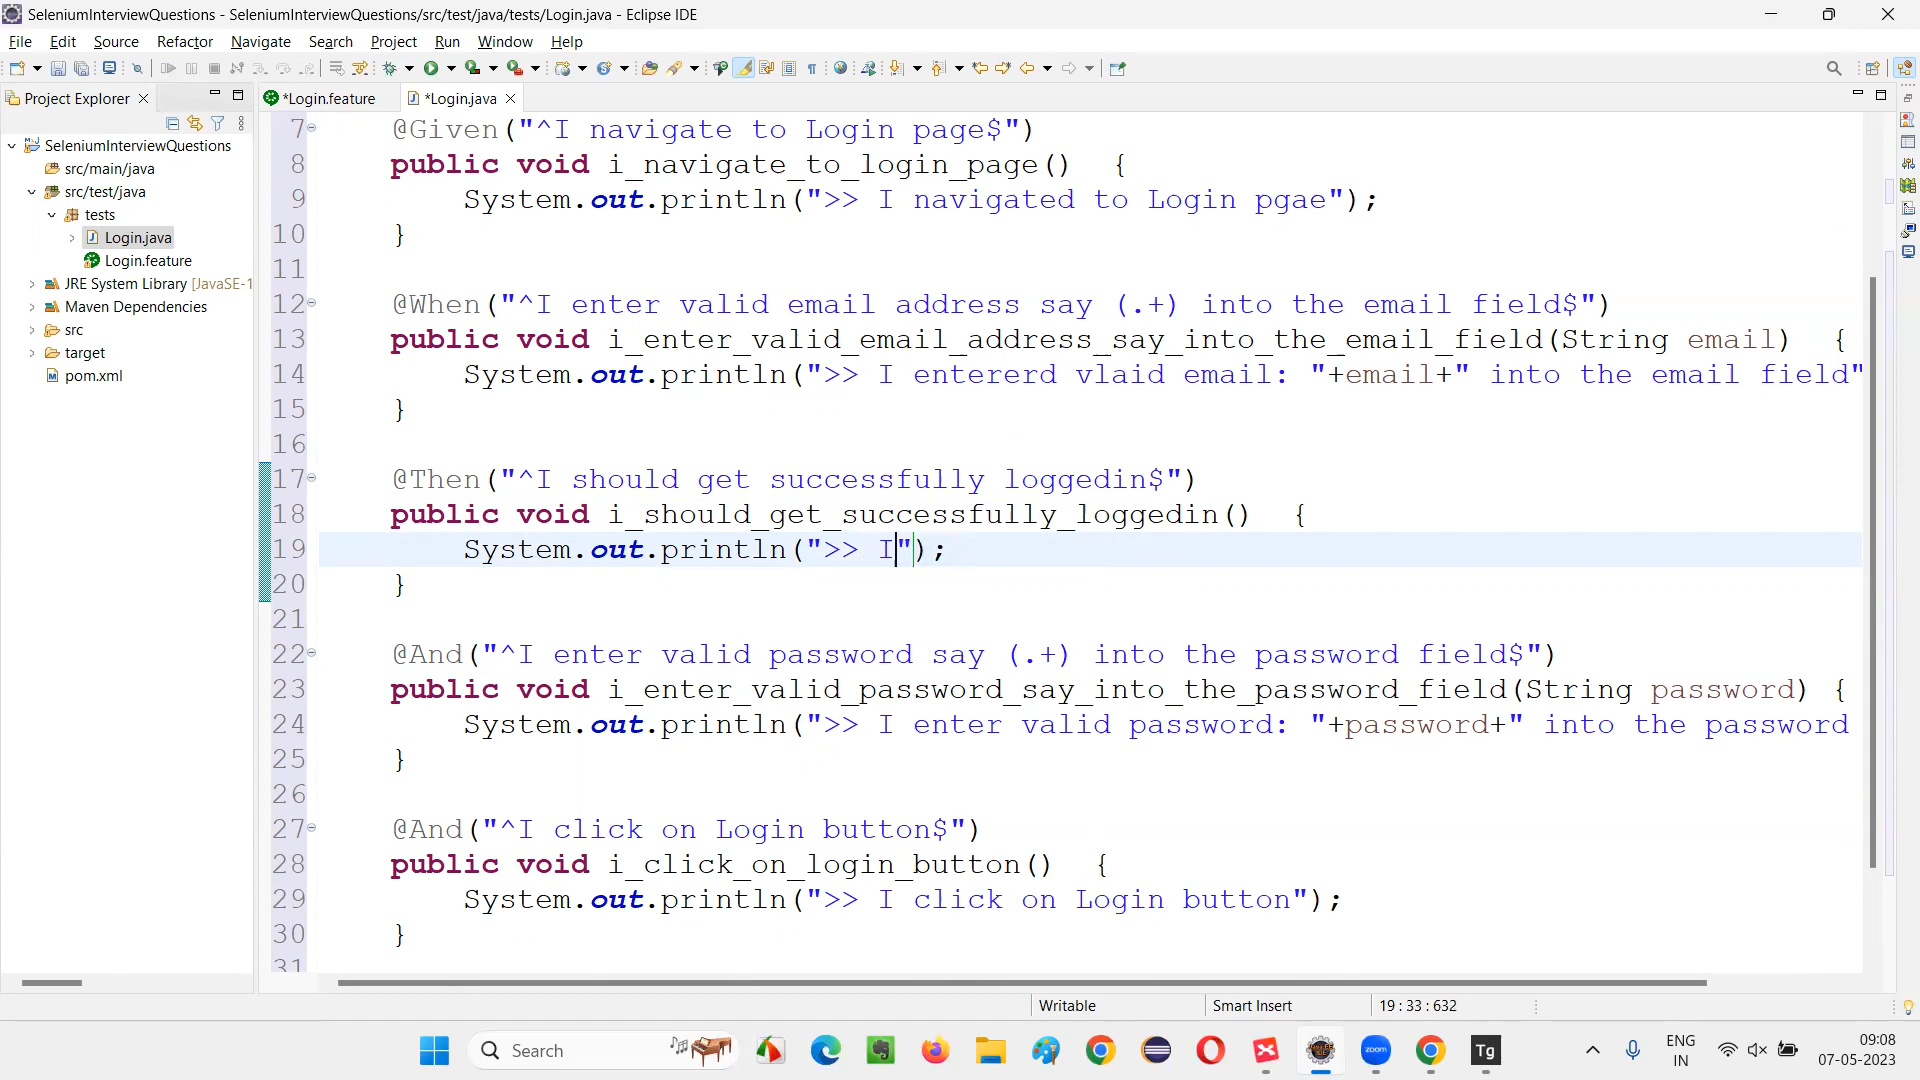 SeleniumInterviewQuestions - SeleniumInterviewQuestions/src/test/java/tests/Login.java - Eclipse IDE
File Edit Source Refactor Navigate Search Project Run Window Help
Project Explorer
*Login.feature *Login.java
SeleniumInterviewQuestions
src/main/java
src/test/java
tests
Login.java
Login.feature
JRE System Library [JavaSE-1
Maven Dependencies
src
target
pom.xml
7 @Given("^I navigate to Login page$")
8 public void i_navigate_to_login_page()  {
9 System.out.println(">> I navigated to Login pgae");
10 }
11
12 @When("^I enter valid email address say (.+) into the email field$")
13 public void i_enter_valid_email_address_say_into_the_email_field(String email)  {
14 System.out.println(">> I entererd vlaid email: "+email+" into the email field"
15 }
16
17 @Then("^I should get successfully loggedin$")
18 public void i_should_get_successfully_loggedin()  {
19 System.out.println(">> I");
20 }
21
22 @And("^I enter valid password say (.+) into the password field$")
23 public void i_enter_valid_password_say_into_the_password_field(String password) {
24 System.out.println(">> I enter valid password: "+password+" into the password
25 }
26
27 @And("^I click on Login button$")
28 public void i_click_on_login_button()  {
29 System.out.println(">> I click on Login button");
30 }
31
Writable Smart Insert 19 : 33 : 632
Search
zoom
Tg
ENG
IN
09:08
07-05-2023